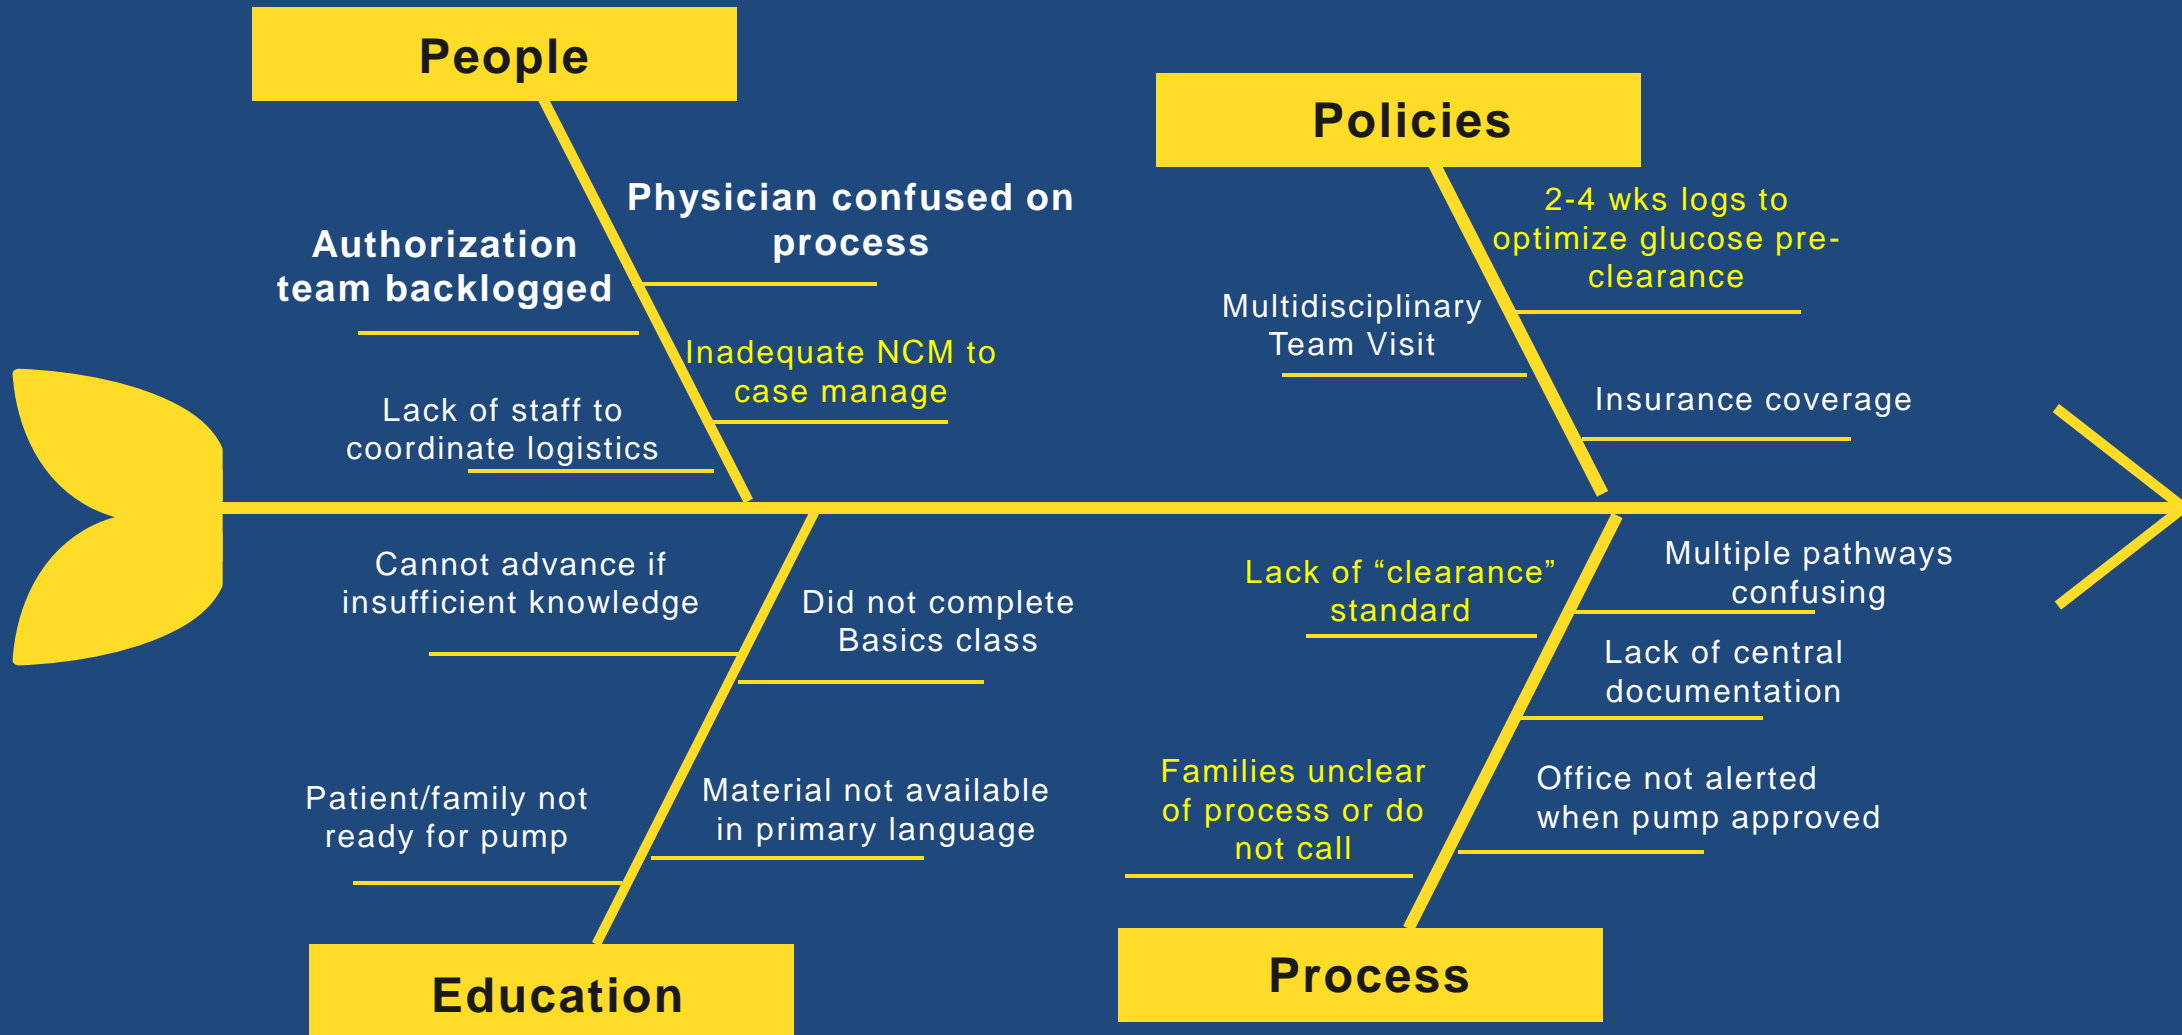 People
Policies
Physician confused on
process
Authorization
team backlogged
Inadequate NCM to
case manage
Lack of staff to
coordinate logistics
2-4 wks logs to
optimize glucose pre-
clearance
Multidisciplinary
Team Visit
Insurance coverage
Cannot advance if
insufficient knowledge
Did not complete
Basics class
Patient/family not
ready for pump
Material not available
in primary language
Lack of “clearance”
standard
Multiple pathways
confusing
Lack of central
documentation
Families unclear
of process or do
not call
Office not alerted
when pump approved
Education
Process